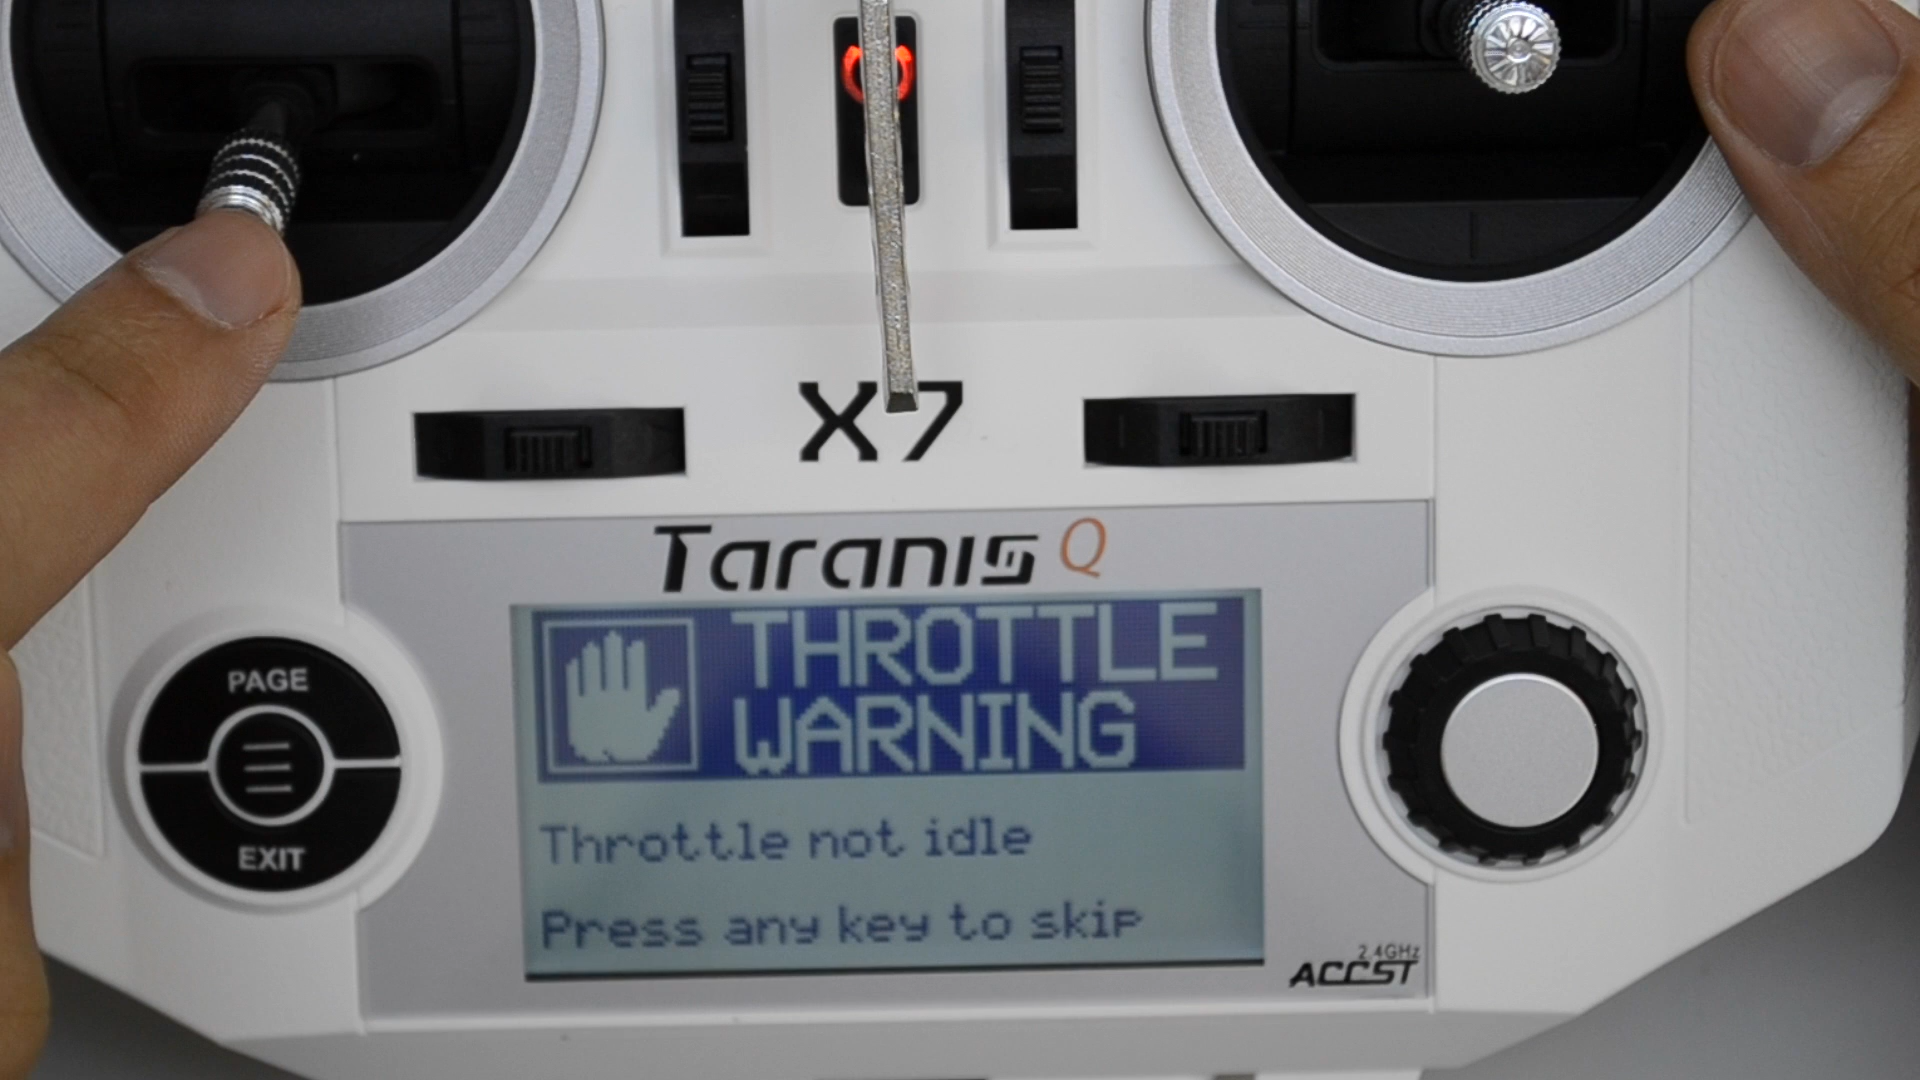 X7
Taranis Q
THROTTLE
WARNING
Throttle not idle
Press any key to skip
PAGE
EXIT
2.4GHz
ACCST